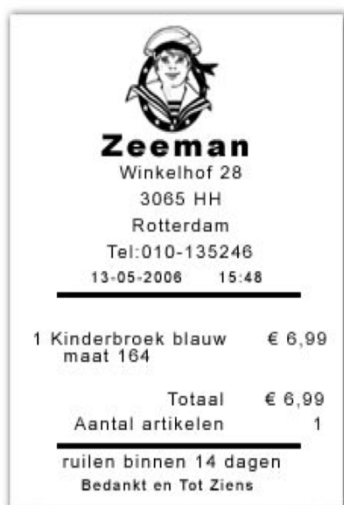 Zeeman
Winkelhof 28
3065 HH
Rotterdam
Tel:010-135246
13-05-2006 15:48
1 Kinderbroek blauw € 6,99
maat 164
Totaal € 6,99
Aantal artikelen 1
ruilen binnen 14 dagen
Bedankt en Tot Ziens